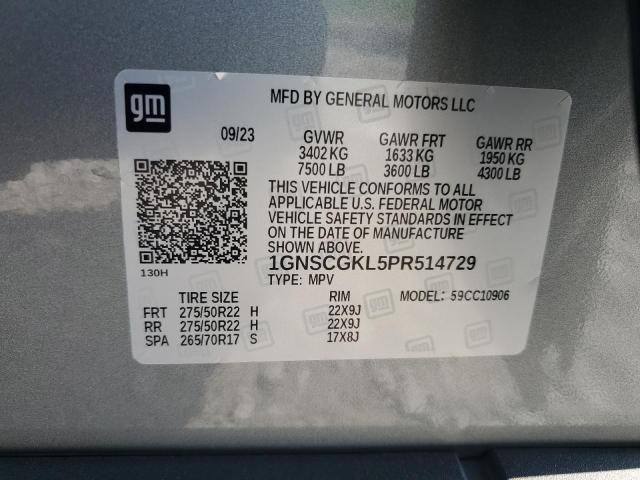 gm
MFD BY GENERAL MOTORS LLC
09/23 GVWR GAWR FRT GAWR RR
3402 KG 1633 KG 1950 KG
7500 LB 3600 LB 4300 LB
THIS VEHICLE CONFORMS TO ALL
APPLICABLE U.S. FEDERAL MOTOR
VEHICLE SAFETY STANDARDS IN EFFECT
ON THE DATE OF MANUFACTURE
SHOWN ABOVE.
130H
1GNSCGKL5PR514729
TYPE: MPV
TIRE SIZE RIM MODEL: 59CC10906
FRT 275/50R22 H 22X9J
RR 275/50R22 H 22X9J
SPA 265/70R17 S 17X8J